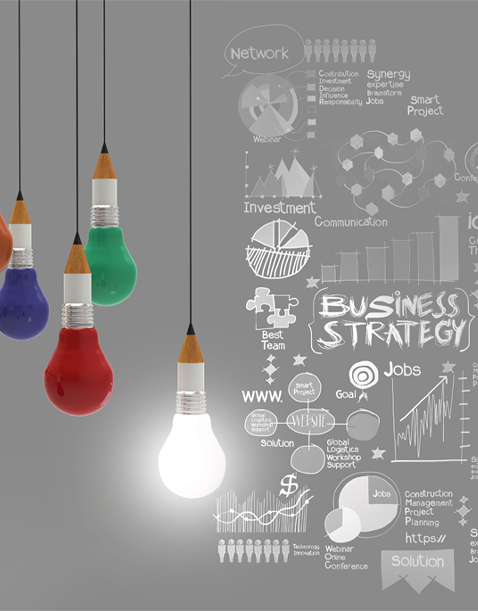 Network
Contribution
Investment
Decision
Influence
Responsibility
Synergy
expertise
Brainstorm
Jobs
Smart
Project
Webinar
Investment
Communication
Best
Team
BUSINESS
STRATEGY
WWW.
Smart
Project
Goal
Jobs
Global
Logistics
Workshop
Support
WEBSITE
Solution
Global
Logistics
Workshop
Support
$
Jobs
Construction
Management
Project
Planning
https//
Technology
Innovation
Webinar
Online
Conference
Solution